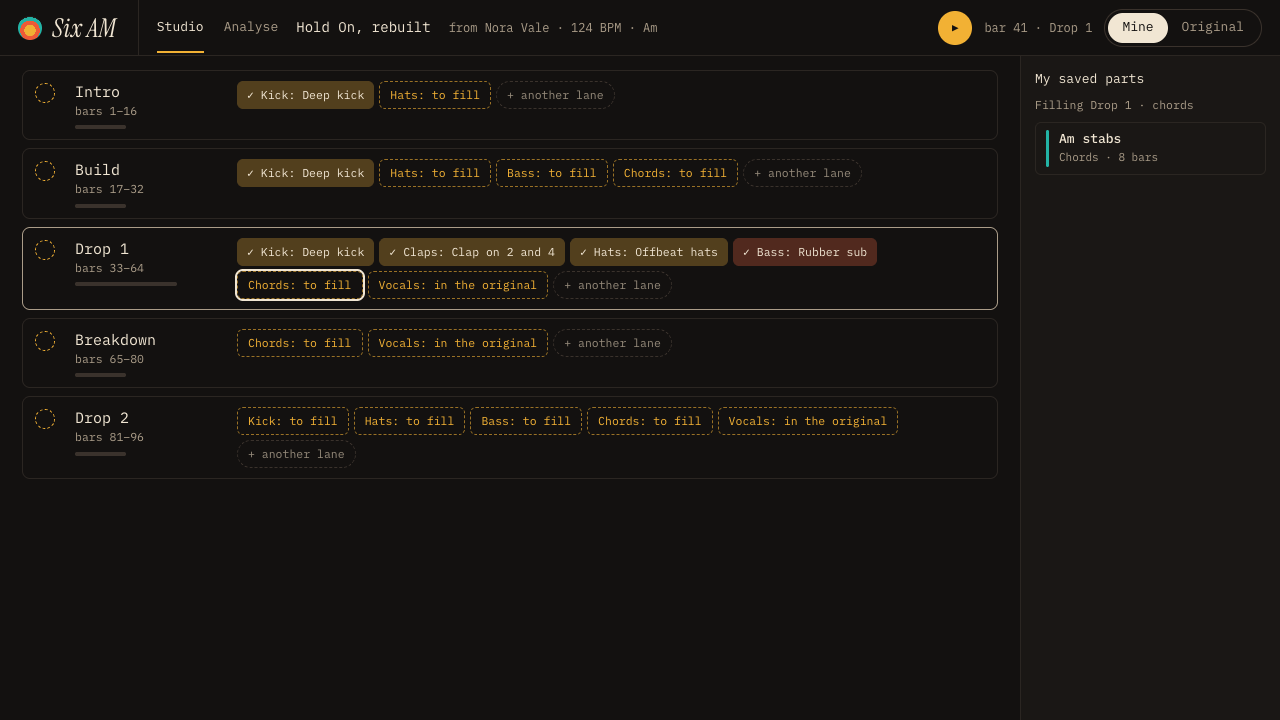 Six AM
Studio
Analyse
Hold On, rebuilt
from Nora Vale · 124 BPM · Am
bar 41 · Drop 1
Mine
Original
Intro
bars 1–16
✓ Kick: Deep kick
Hats: to fill
+ another lane
Build
bars 17–32
✓ Kick: Deep kick
Hats: to fill
Bass: to fill
Chords: to fill
+ another lane
Drop 1
bars 33–64
✓ Kick: Deep kick
✓ Claps: Clap on 2 and 4
✓ Hats: Offbeat hats
✓ Bass: Rubber sub
Chords: to fill
Vocals: in the original
+ another lane
Breakdown
bars 65–80
Chords: to fill
Vocals: in the original
+ another lane
Drop 2
bars 81–96
Kick: to fill
Hats: to fill
Bass: to fill
Chords: to fill
Vocals: in the original
+ another lane
My saved parts
Filling Drop 1 · chords
Am stabs
Chords · 8 bars